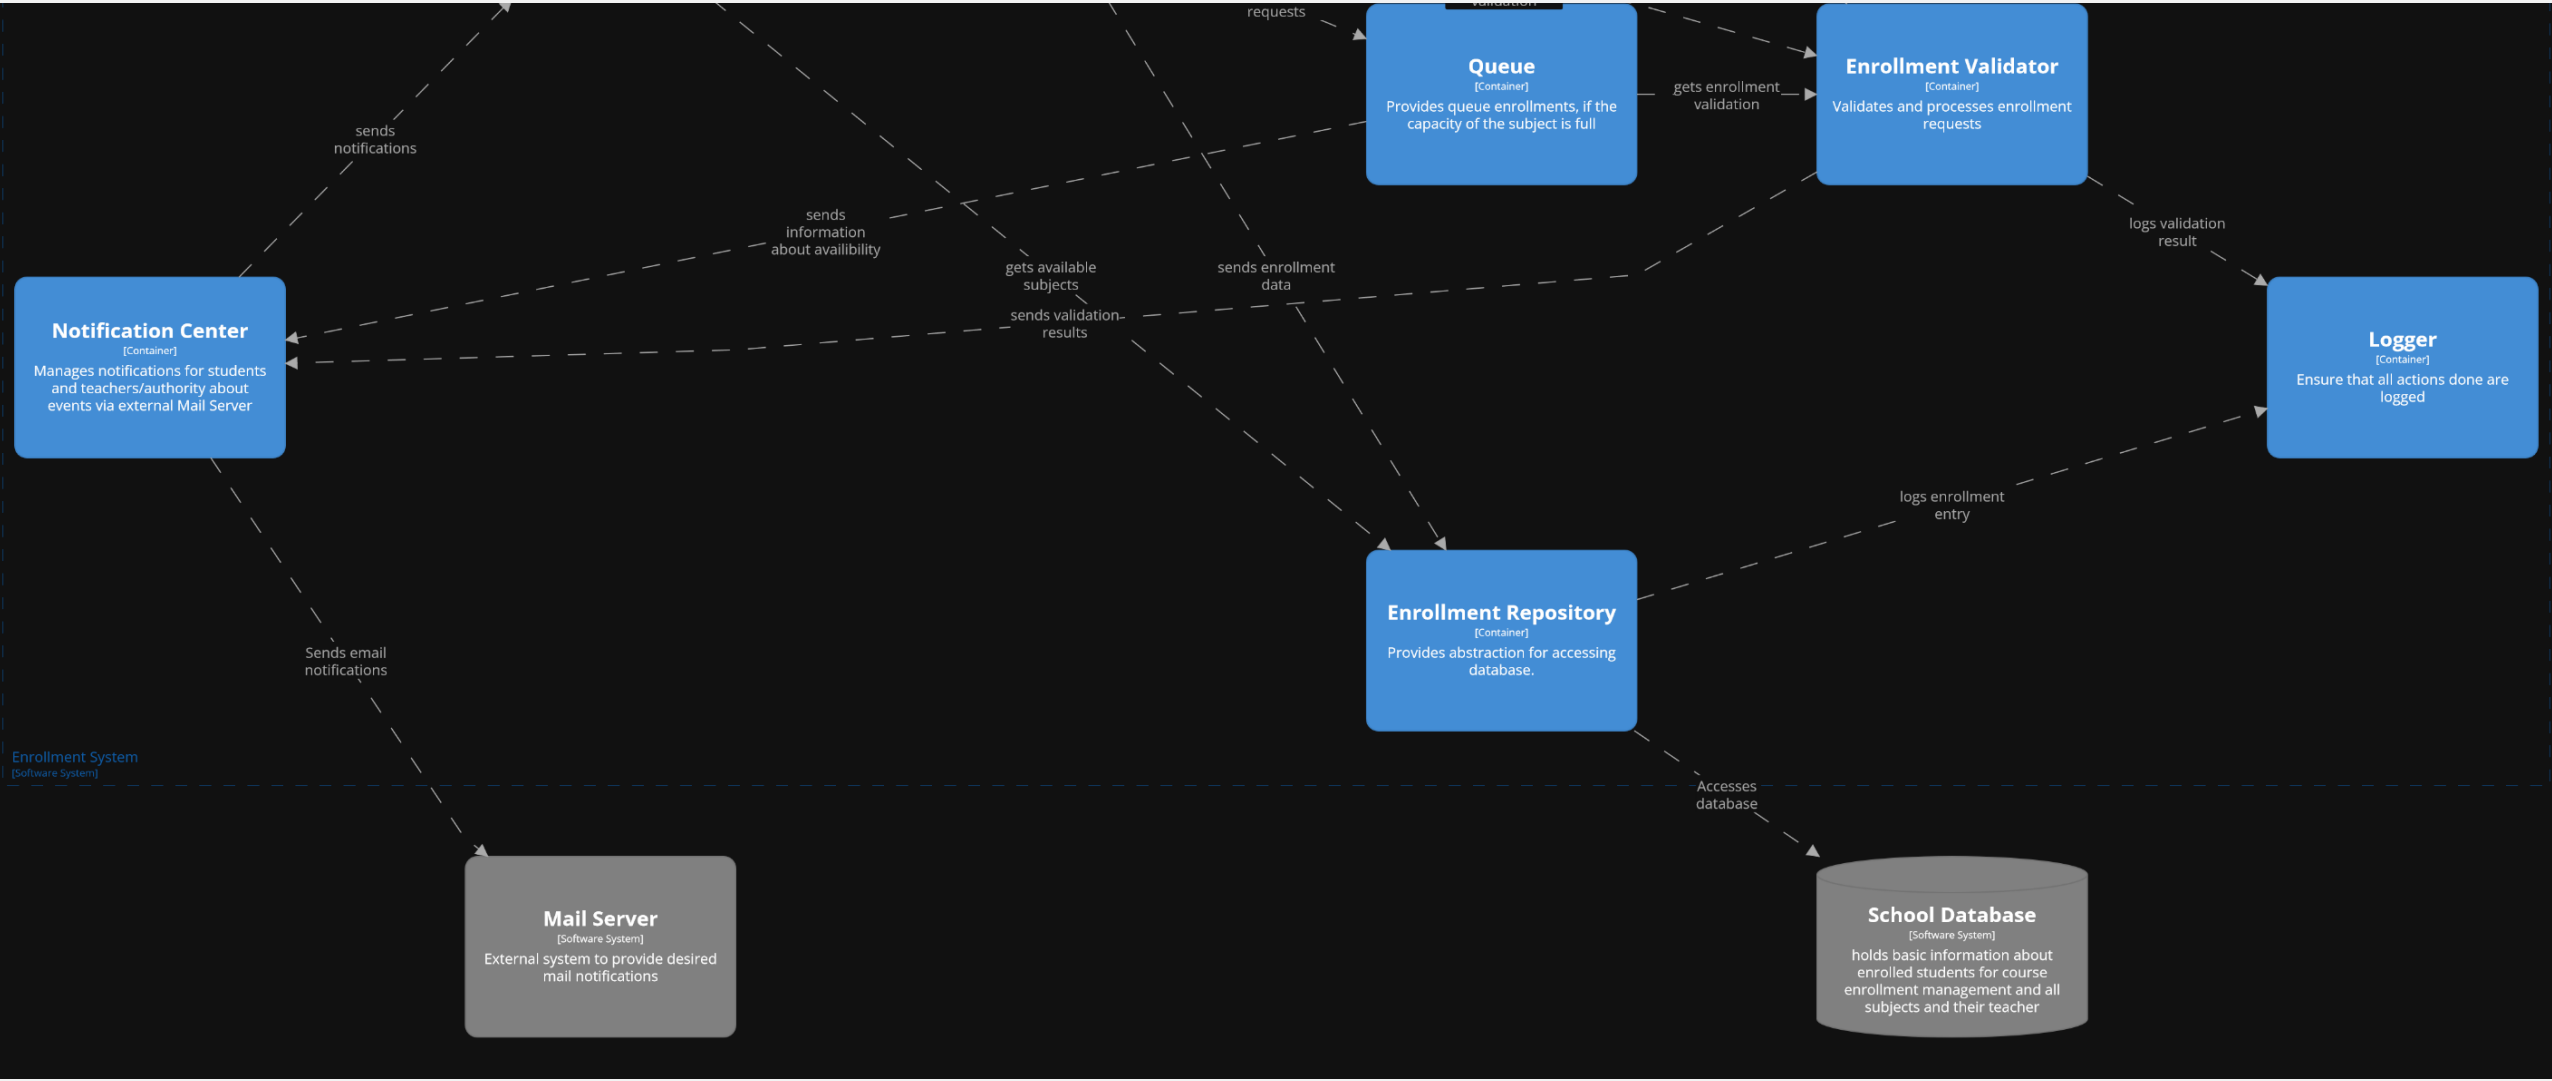 requests
validation
Queue
[Container]
Provides queue enrollments, if the
capacity of the subject is full
gets enrollment
validation
Enrollment Validator
[Container]
Validates and processes enrollment
requests
sends
notifications
sends
information
about availibility
logs validation
result
gets available
subjects
sends enrollment
data
sends validation
results
Notification Center
[Container]
Manages notifications for students
and teachers/authority about
events via external Mail Server
Logger
[Container]
Ensure that all actions done are
logged
logs enrollment
entry
Enrollment Repository
[Container]
Provides abstraction for accessing
database.
Sends email
notifications
Enrollment System
[Software System]
Accesses
database
Mail Server
[Software System]
External system to provide desired
mail notifications
School Database
[Software System]
holds basic information about
enrolled students for course
enrollment management and all
subjects and their teacher